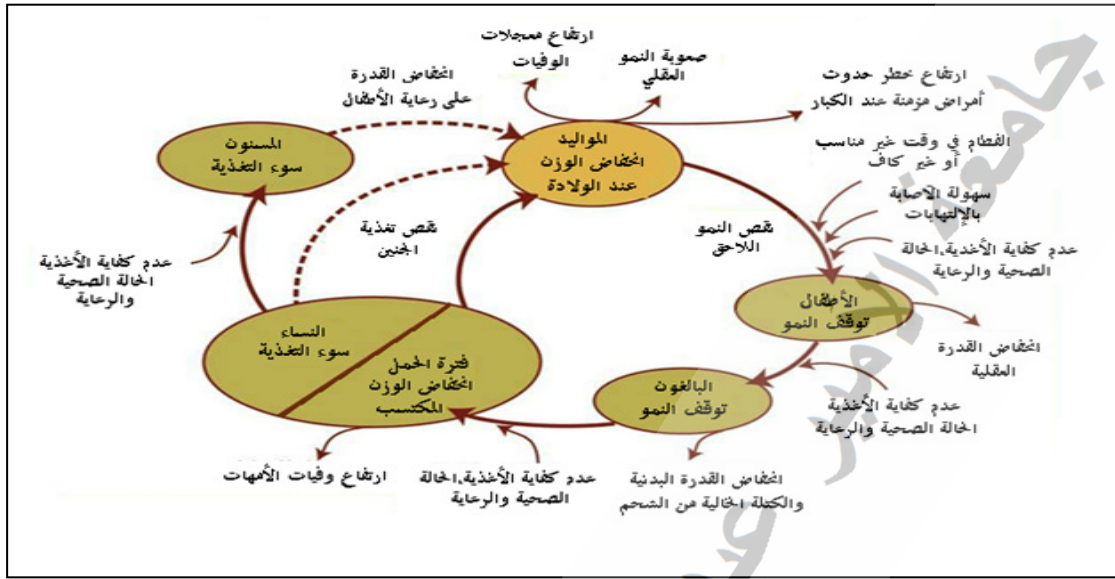 ارتفاع معجلات
الوفيات
صعوبة النمو
العقلي
ارتفاع خطر حدوث
أمراض مزمنة عند الكبار
انخفاض القدرة
على رعاية الأطفال
المواليد
انخفاض الوزن
عند الولادة
الفطام في وقت غير مناسب
أو غير كاف
سهولة الاصابة
بالإلتهابات
عدم كفاية الأغذية،الحالة
الصحية والرعاية
المسنون
سوء التغذية
نقص تغذية
الجنين
نقص النمو
اللاحق
عدم كفاية الأغذية
الحالة الصحية
والرعاية
الأطفال
توقف النمو
انخفاض القدرة
العقلية
النساء
سوء التغذية
فترة الحمل
انخفاض الوزن
المكتسب
البالغون
توقف النمو
عدم كفاية الأغذية
الحالة الصحية والرعاية
ارتفاع وفيات الأمهات
عدم كفاية الأغذية،الحالة
الصحية والرعاية
انخفاض القدرة البدنية
والكتلة الخالية من الشحم
جامعة الأمير